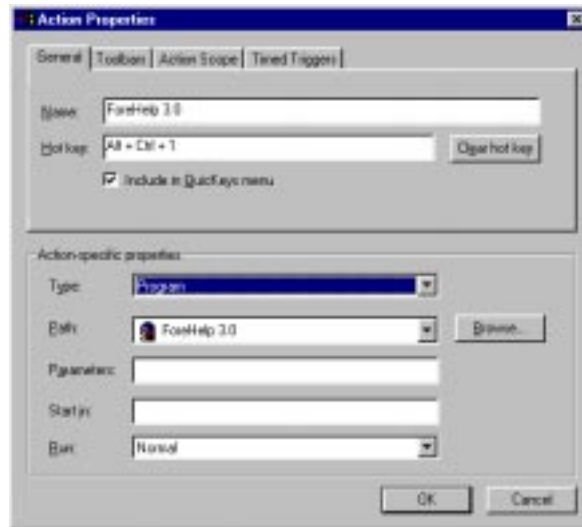 Action Properties
General Toolbars Action Scope Timed Triggers
Name: ForeHelp 3.0
Hot key: Alt + Ctrl + 1 Clear hot key
Include in QuicKeys menu
Action-specific properties
Type: Program
Path: ForeHelp 3.0 Browse...
Parameters:
Start in:
Run: Normal
OK Cancel